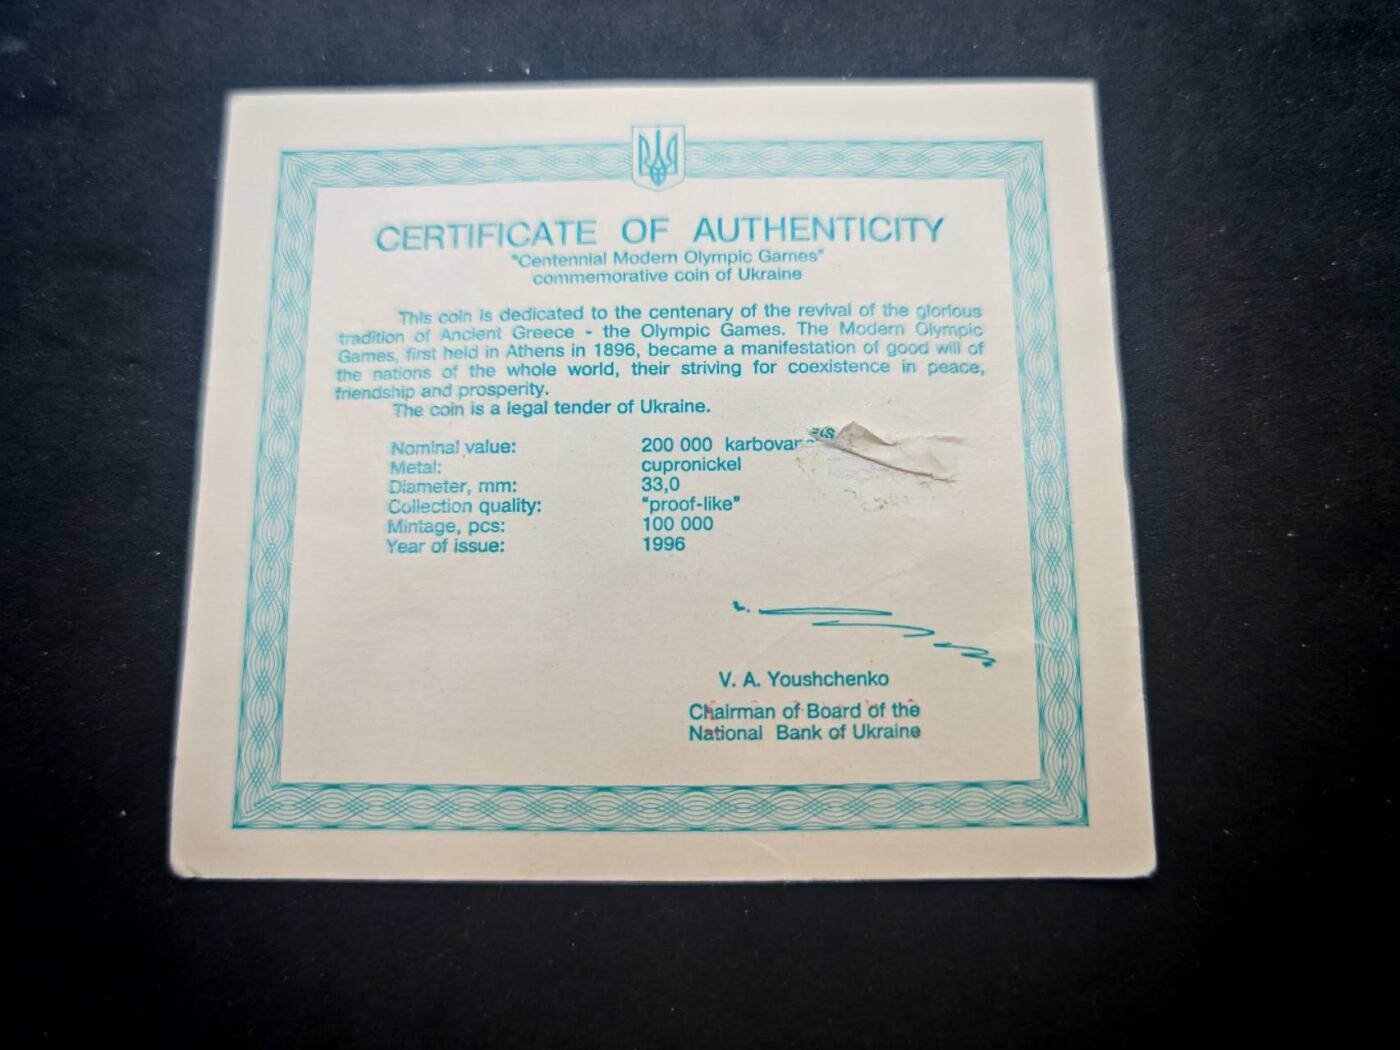 CERTIFICATE OF AUTHENTICITY
"Centennial Modern Olympic Games"
commemorative coin of Ukraine
This coin is dedicated to the centenary of the revival of the glorious
tradition of Ancient Greece - the Olympic Games. The Modern Olympic
Games, first held in Athens in 1896, became a manifestation of good will of
the nations of the whole world, their striving for coexistence in peace,
friendship and prosperity.
The coin is a legal tender of Ukraine.
Nominal value: 200 000
Metal: cupronickel
Diameter, mm: 33,0
Collection quality: "proof-like"
Mintage, pcs: 100 000
Year of issue: 1996
V. A. Youshchenko
Chairman of Board of the
National Bank of Ukraine